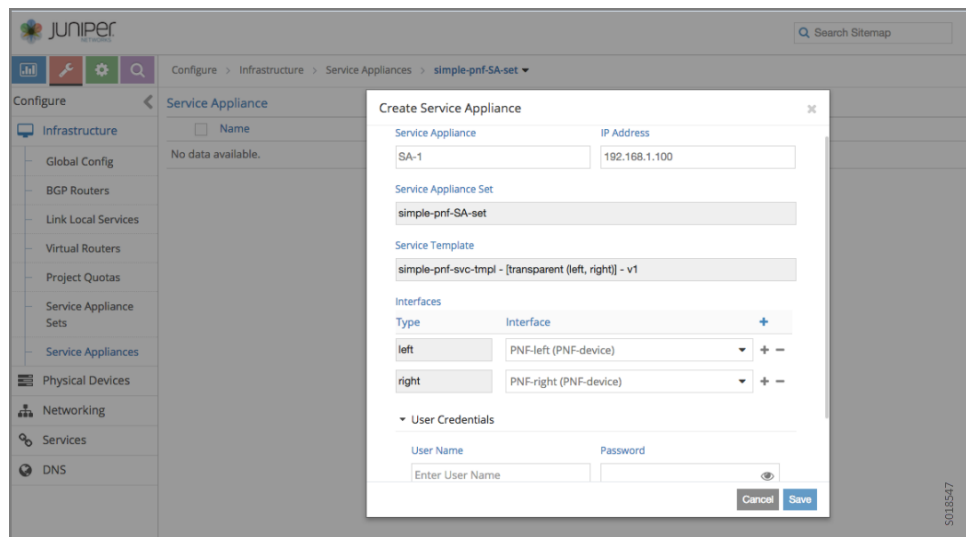 JUNIPER
NETWORKS
Search Sitemap
Configure > Infrastructure > Service Appliances > simple-pnf-SA-set
Configure
Infrastructure
Global Config
BGP Routers
Link Local Services
Virtual Routers
Project Quotas
Service Appliance
Sets
Service Appliances
Physical Devices
Networking
Services
DNS
Service Appliance
Name
No data available.
Create Service Appliance
Service Appliance IP Address
SA-1 192.168.1.100
Service Appliance Set
simple-pnf-SA-set
Service Template
simple-pnf-svc-tmpl - [transparent (left, right)] - v1
Interfaces
Type Interface
left PNF-left (PNF-device)
right PNF-right (PNF-device)
User Credentials
User Name Password
Enter User Name
Cancel Save
S018547